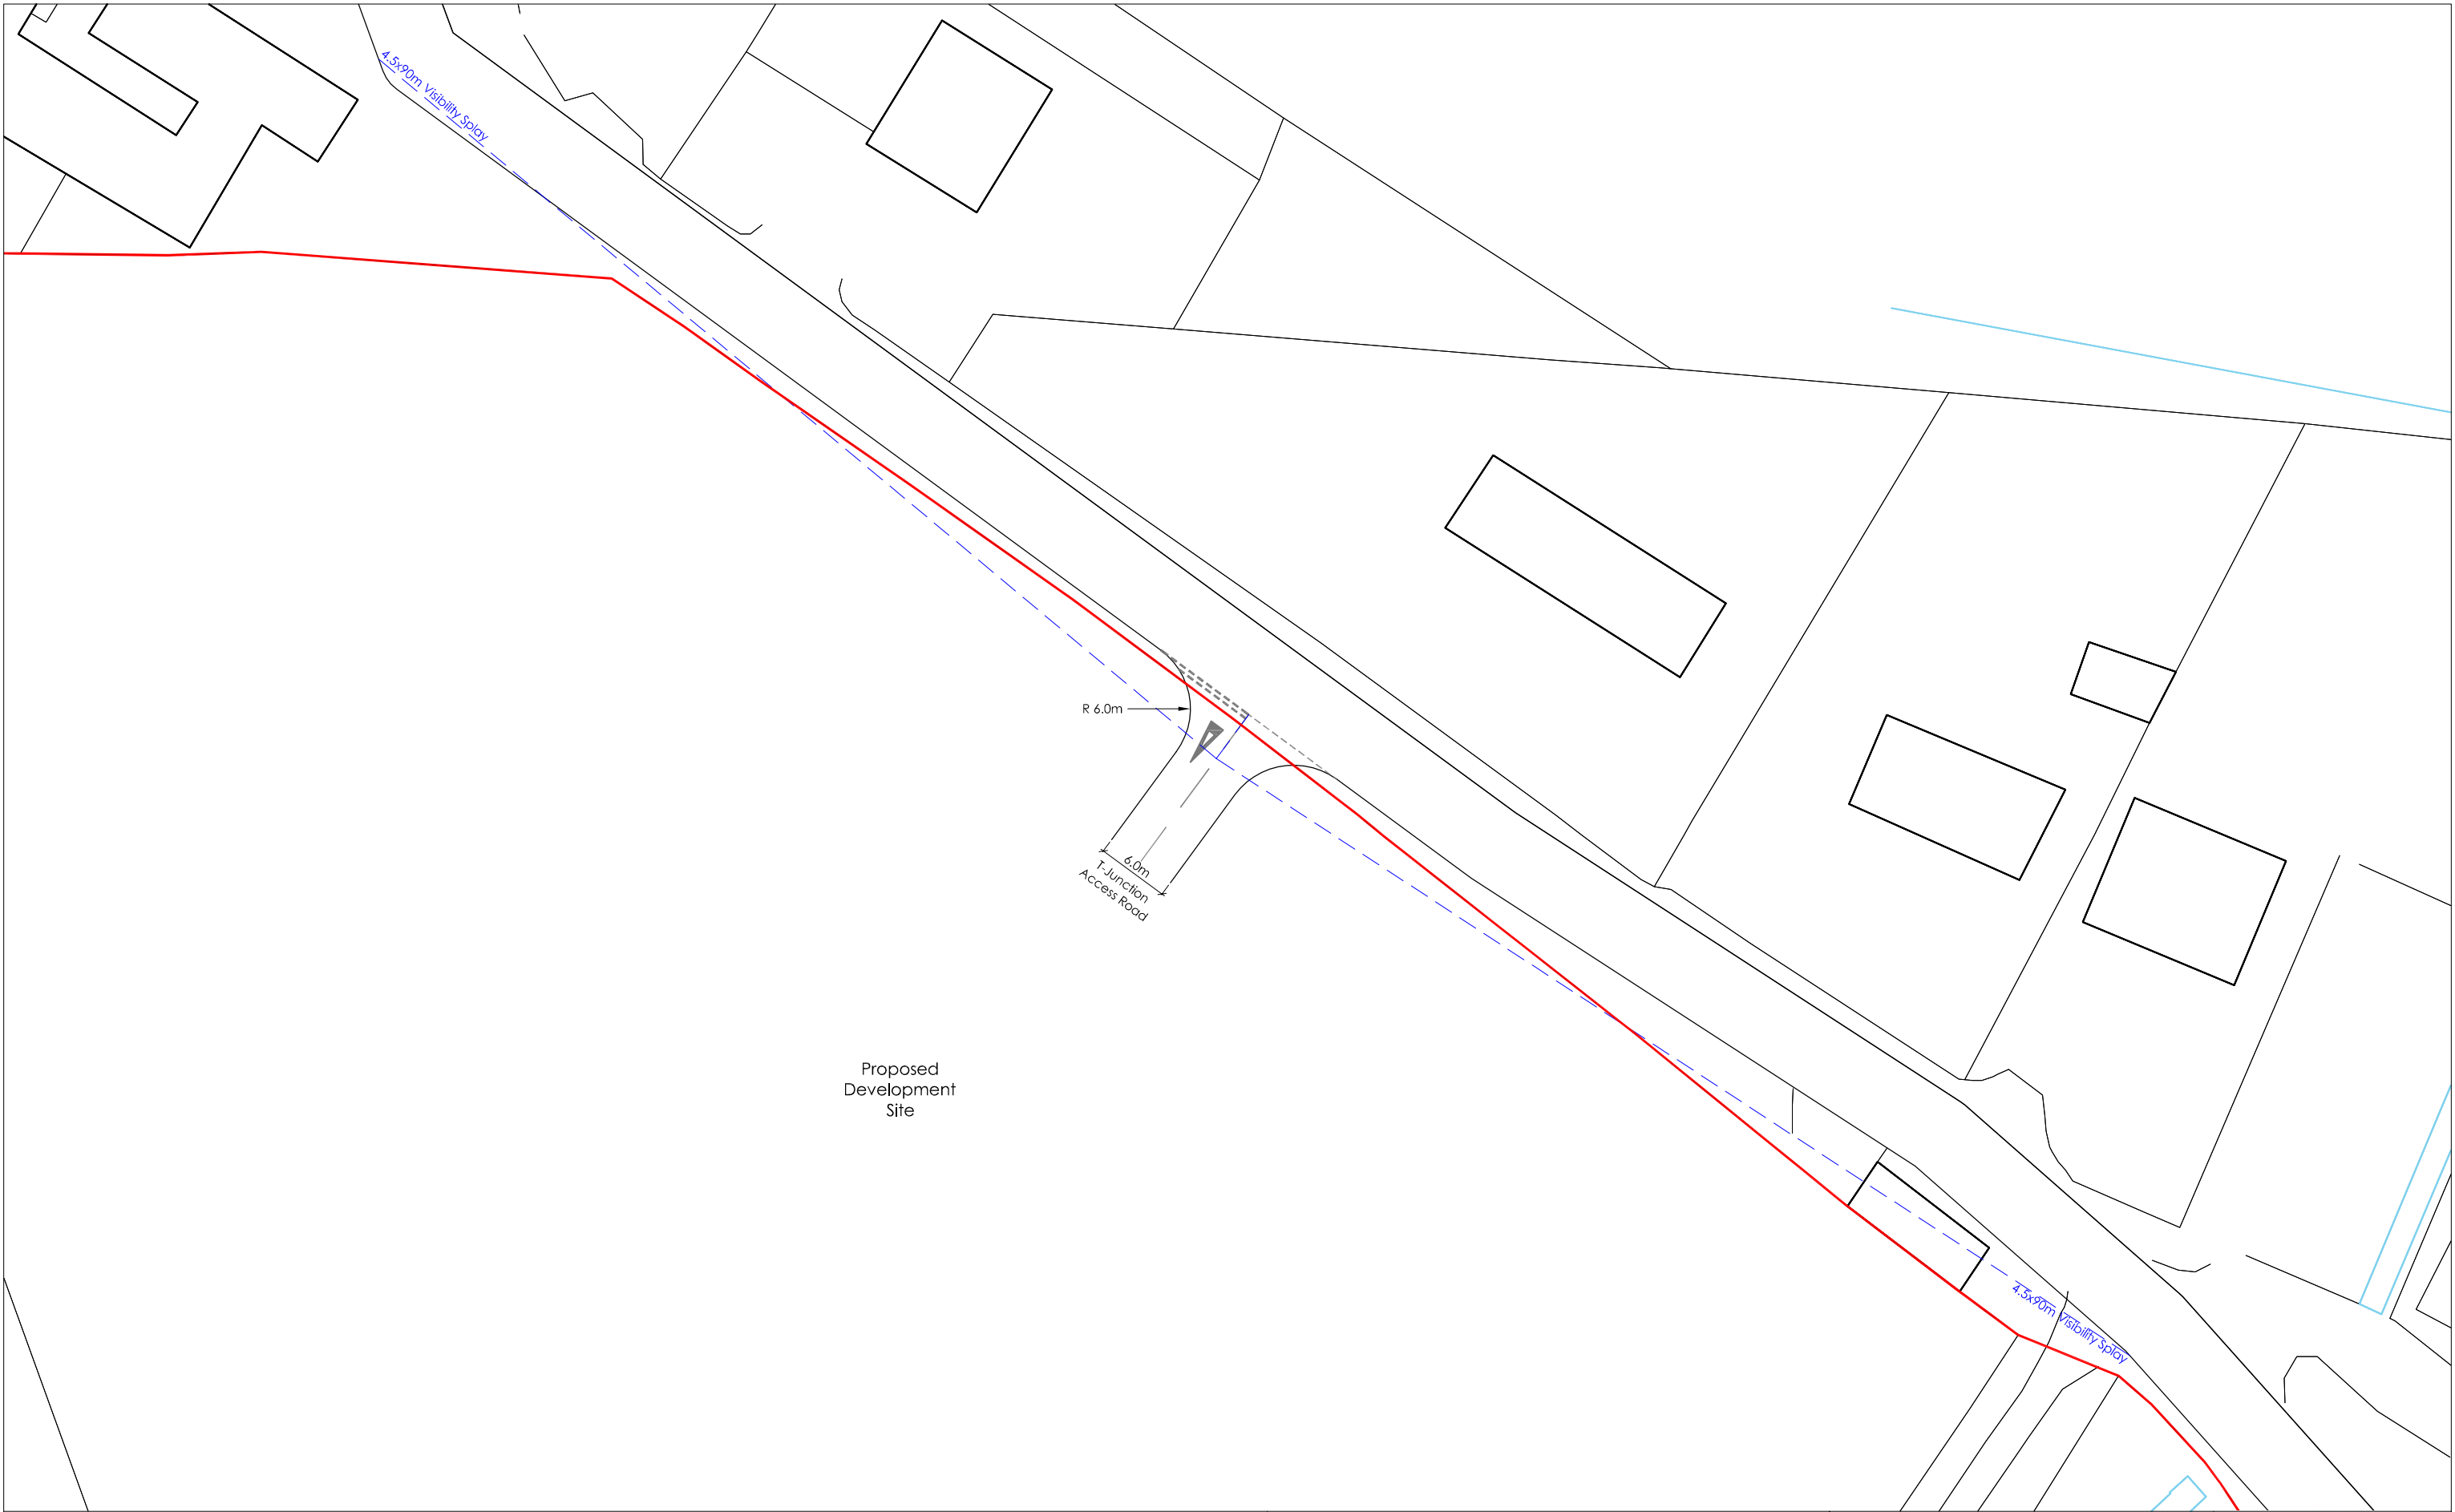 4.5x90m Visibility Splay
R 6.0m
6.0m
T-Junction
Access Road
Proposed
Development
Site
4.5x90m Visibility Splay